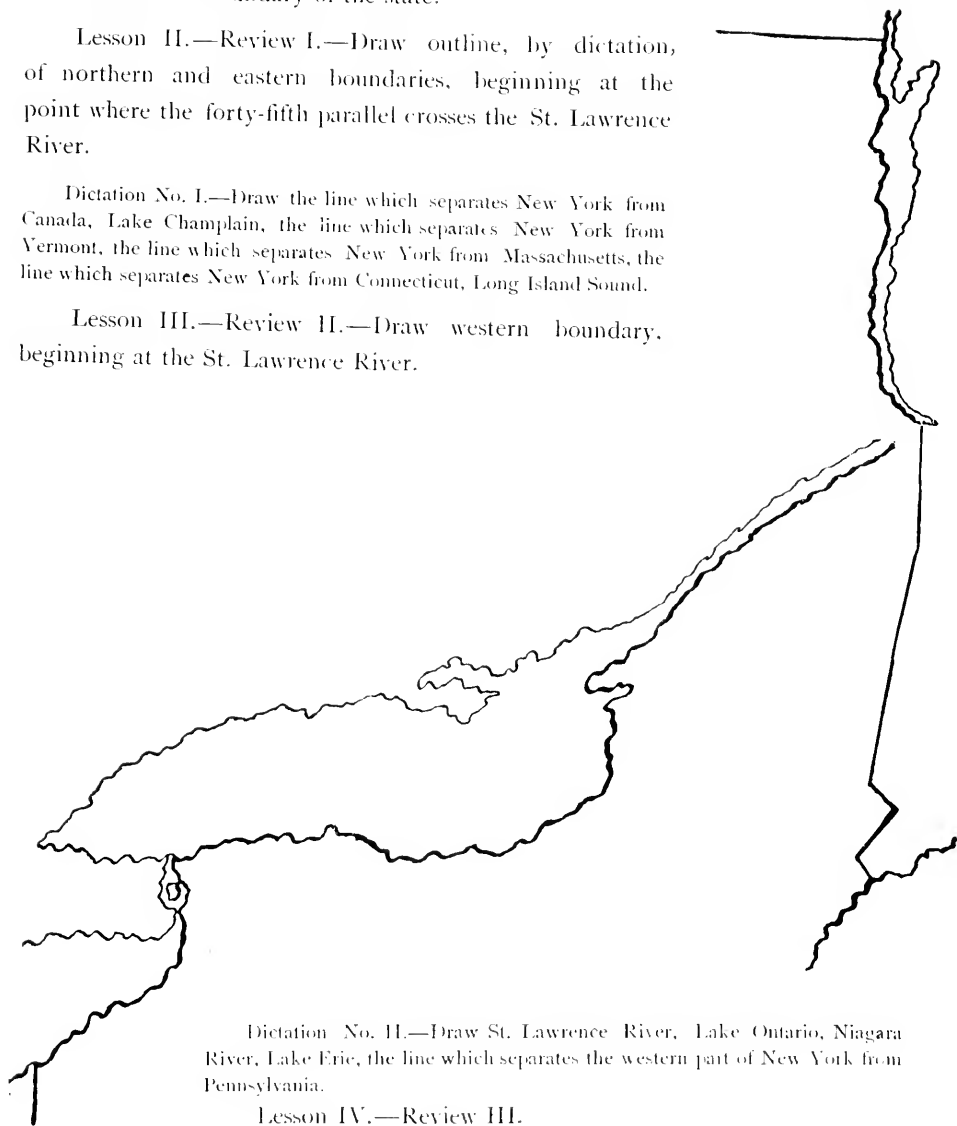 of the state.
Lesson II.—Review I.—Draw outline, by dictation,
of northern and eastern boundaries, beginning at the
point where the forty-fifth parallel crosses the St. Lawrence
River.
Dictation No. I.—Draw the line which separates New York from
Canada, Lake Champlain, the line which separates New York from
Vermont, the line which separates New York from Massachusetts, the
line which separates New York from Connecticut, Long Island Sound.
Lesson III.—Review II.—Draw western boundary,
beginning at the St. Lawrence River.
Dictation No. II.—Draw St. Lawrence River, Lake Ontario, Niagara
River, Lake Erie, the line which separates the western part of New York from
Pennsylvania.
Lesson IV.—Review III.